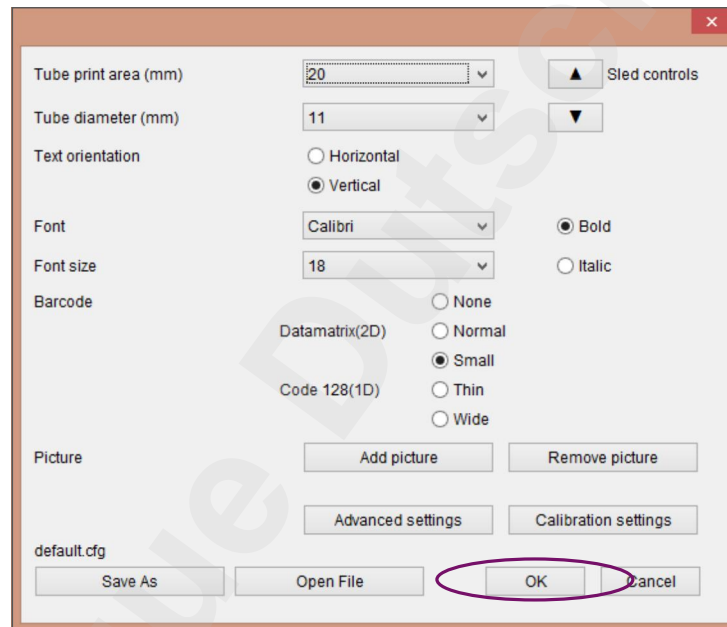 Tube print area (mm) 20 ▲ Sled controls
Tube diameter (mm) 11 ▼
Text orientation Horizontal
Vertical
Font Calibri Bold
Font size 18 Italic
Barcode None
Datamatrix(2D) Normal
Small
Code 128(1D) Thin
Wide
Picture Add picture Remove picture
Advanced settings Calibration settings
default.cfg
Save As Open File OK Cancel